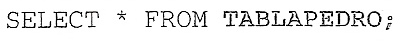 SELECT * FROM TABLAPEDRO;